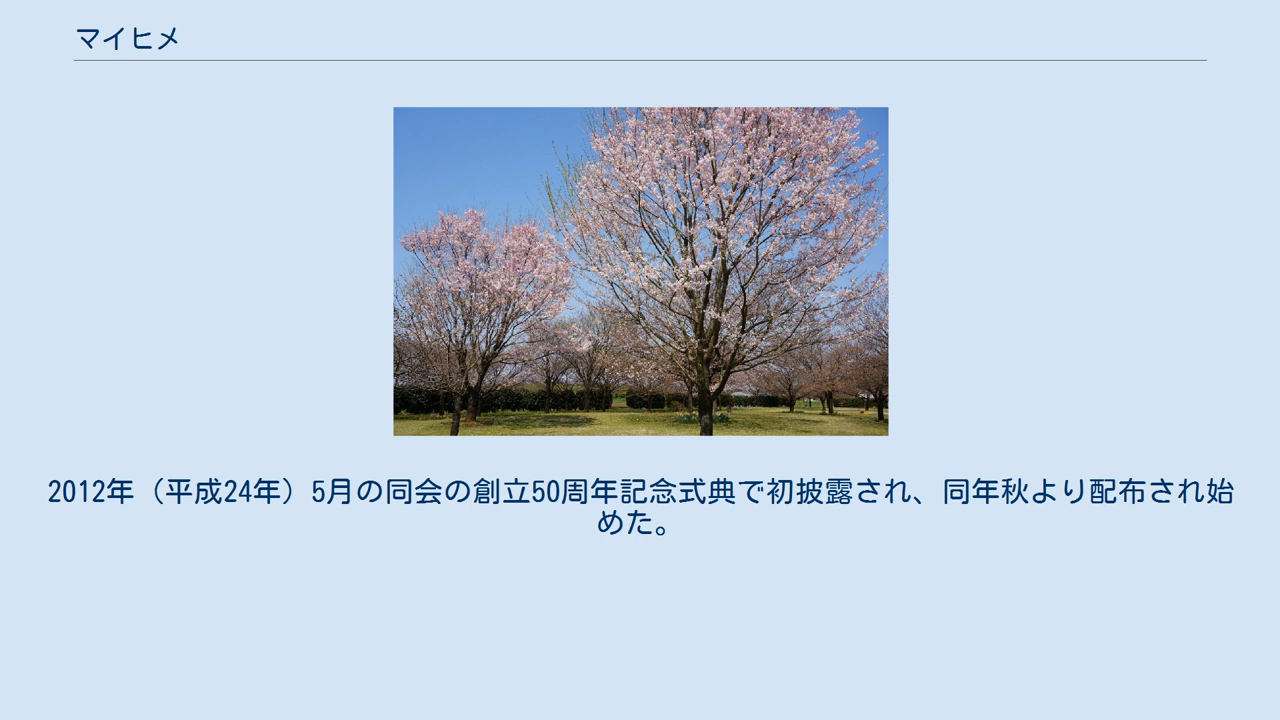 マイヒメ
2012年（平成24年）5月の同会の創立50周年記念式典で初披露され、同年秋より配布され始
めた。